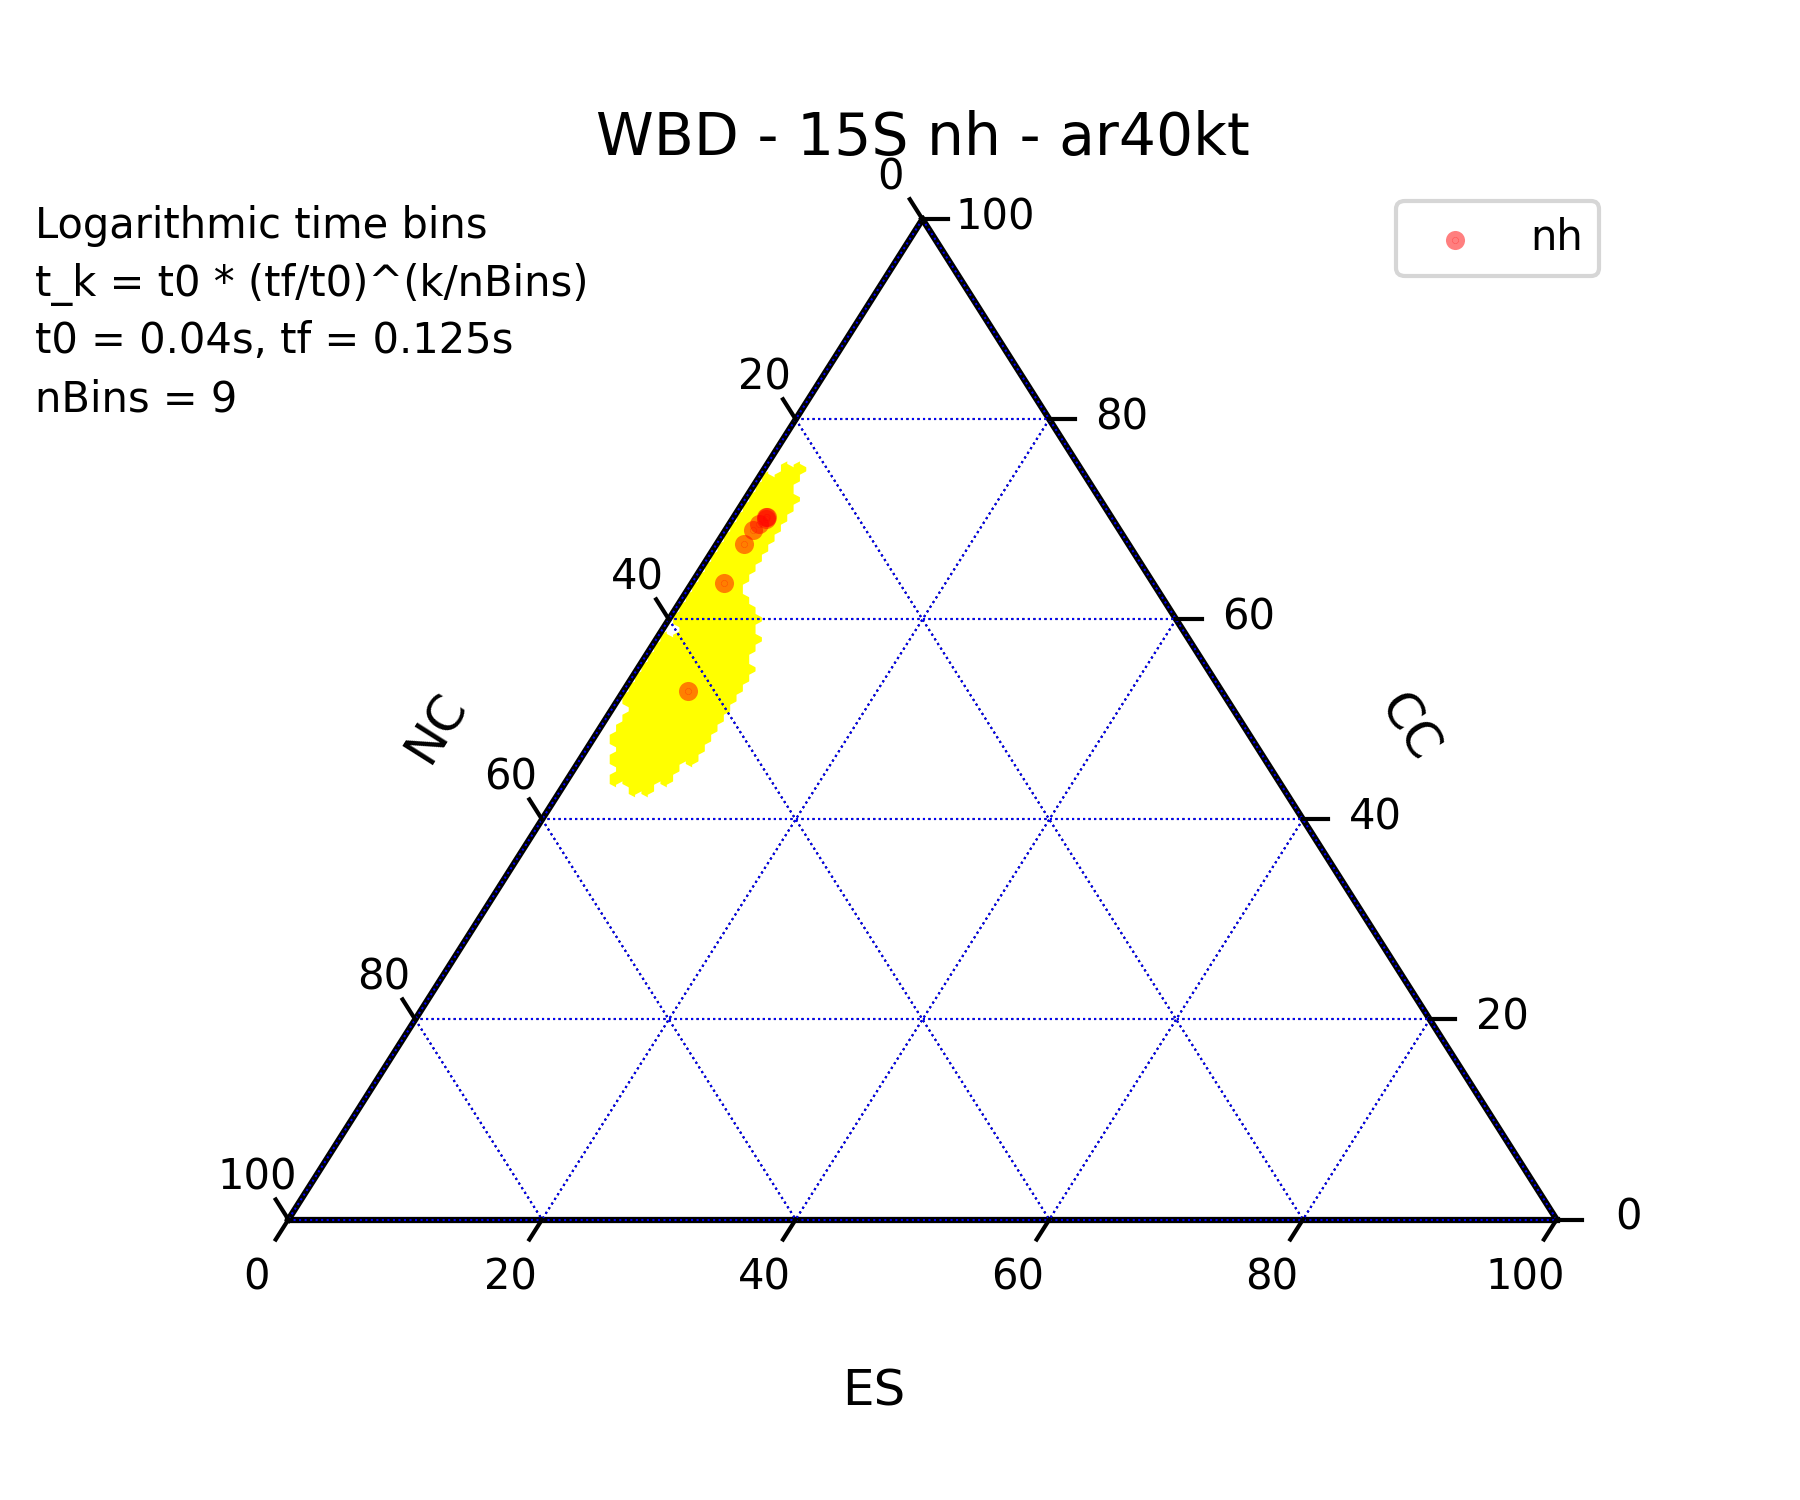 WBD - 15S nh - ar40kt
Logarithmic time bins
t_k = t0 * (tf/t0)^(k/nBins)
t0 = 0.04s, tf = 0.125s
nBins = 9
nh
0
100
20
80
40
60
NC
CC
60
40
80
20
100
0
0
20
40
60
80
100
ES